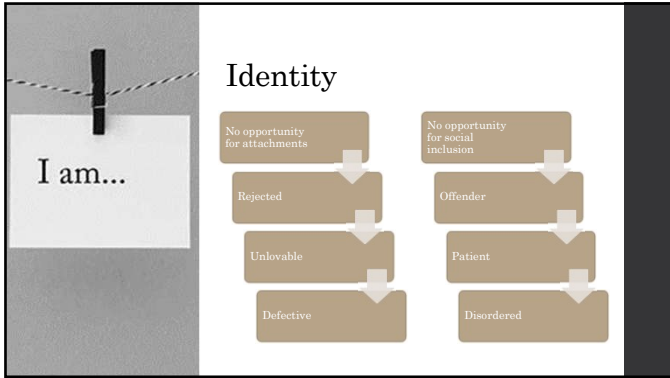 I am...
Identity
No opportunity
for attachments
Rejected
Unlovable
Defective
No opportunity
for social
inclusion
Offender
Patient
Disordered